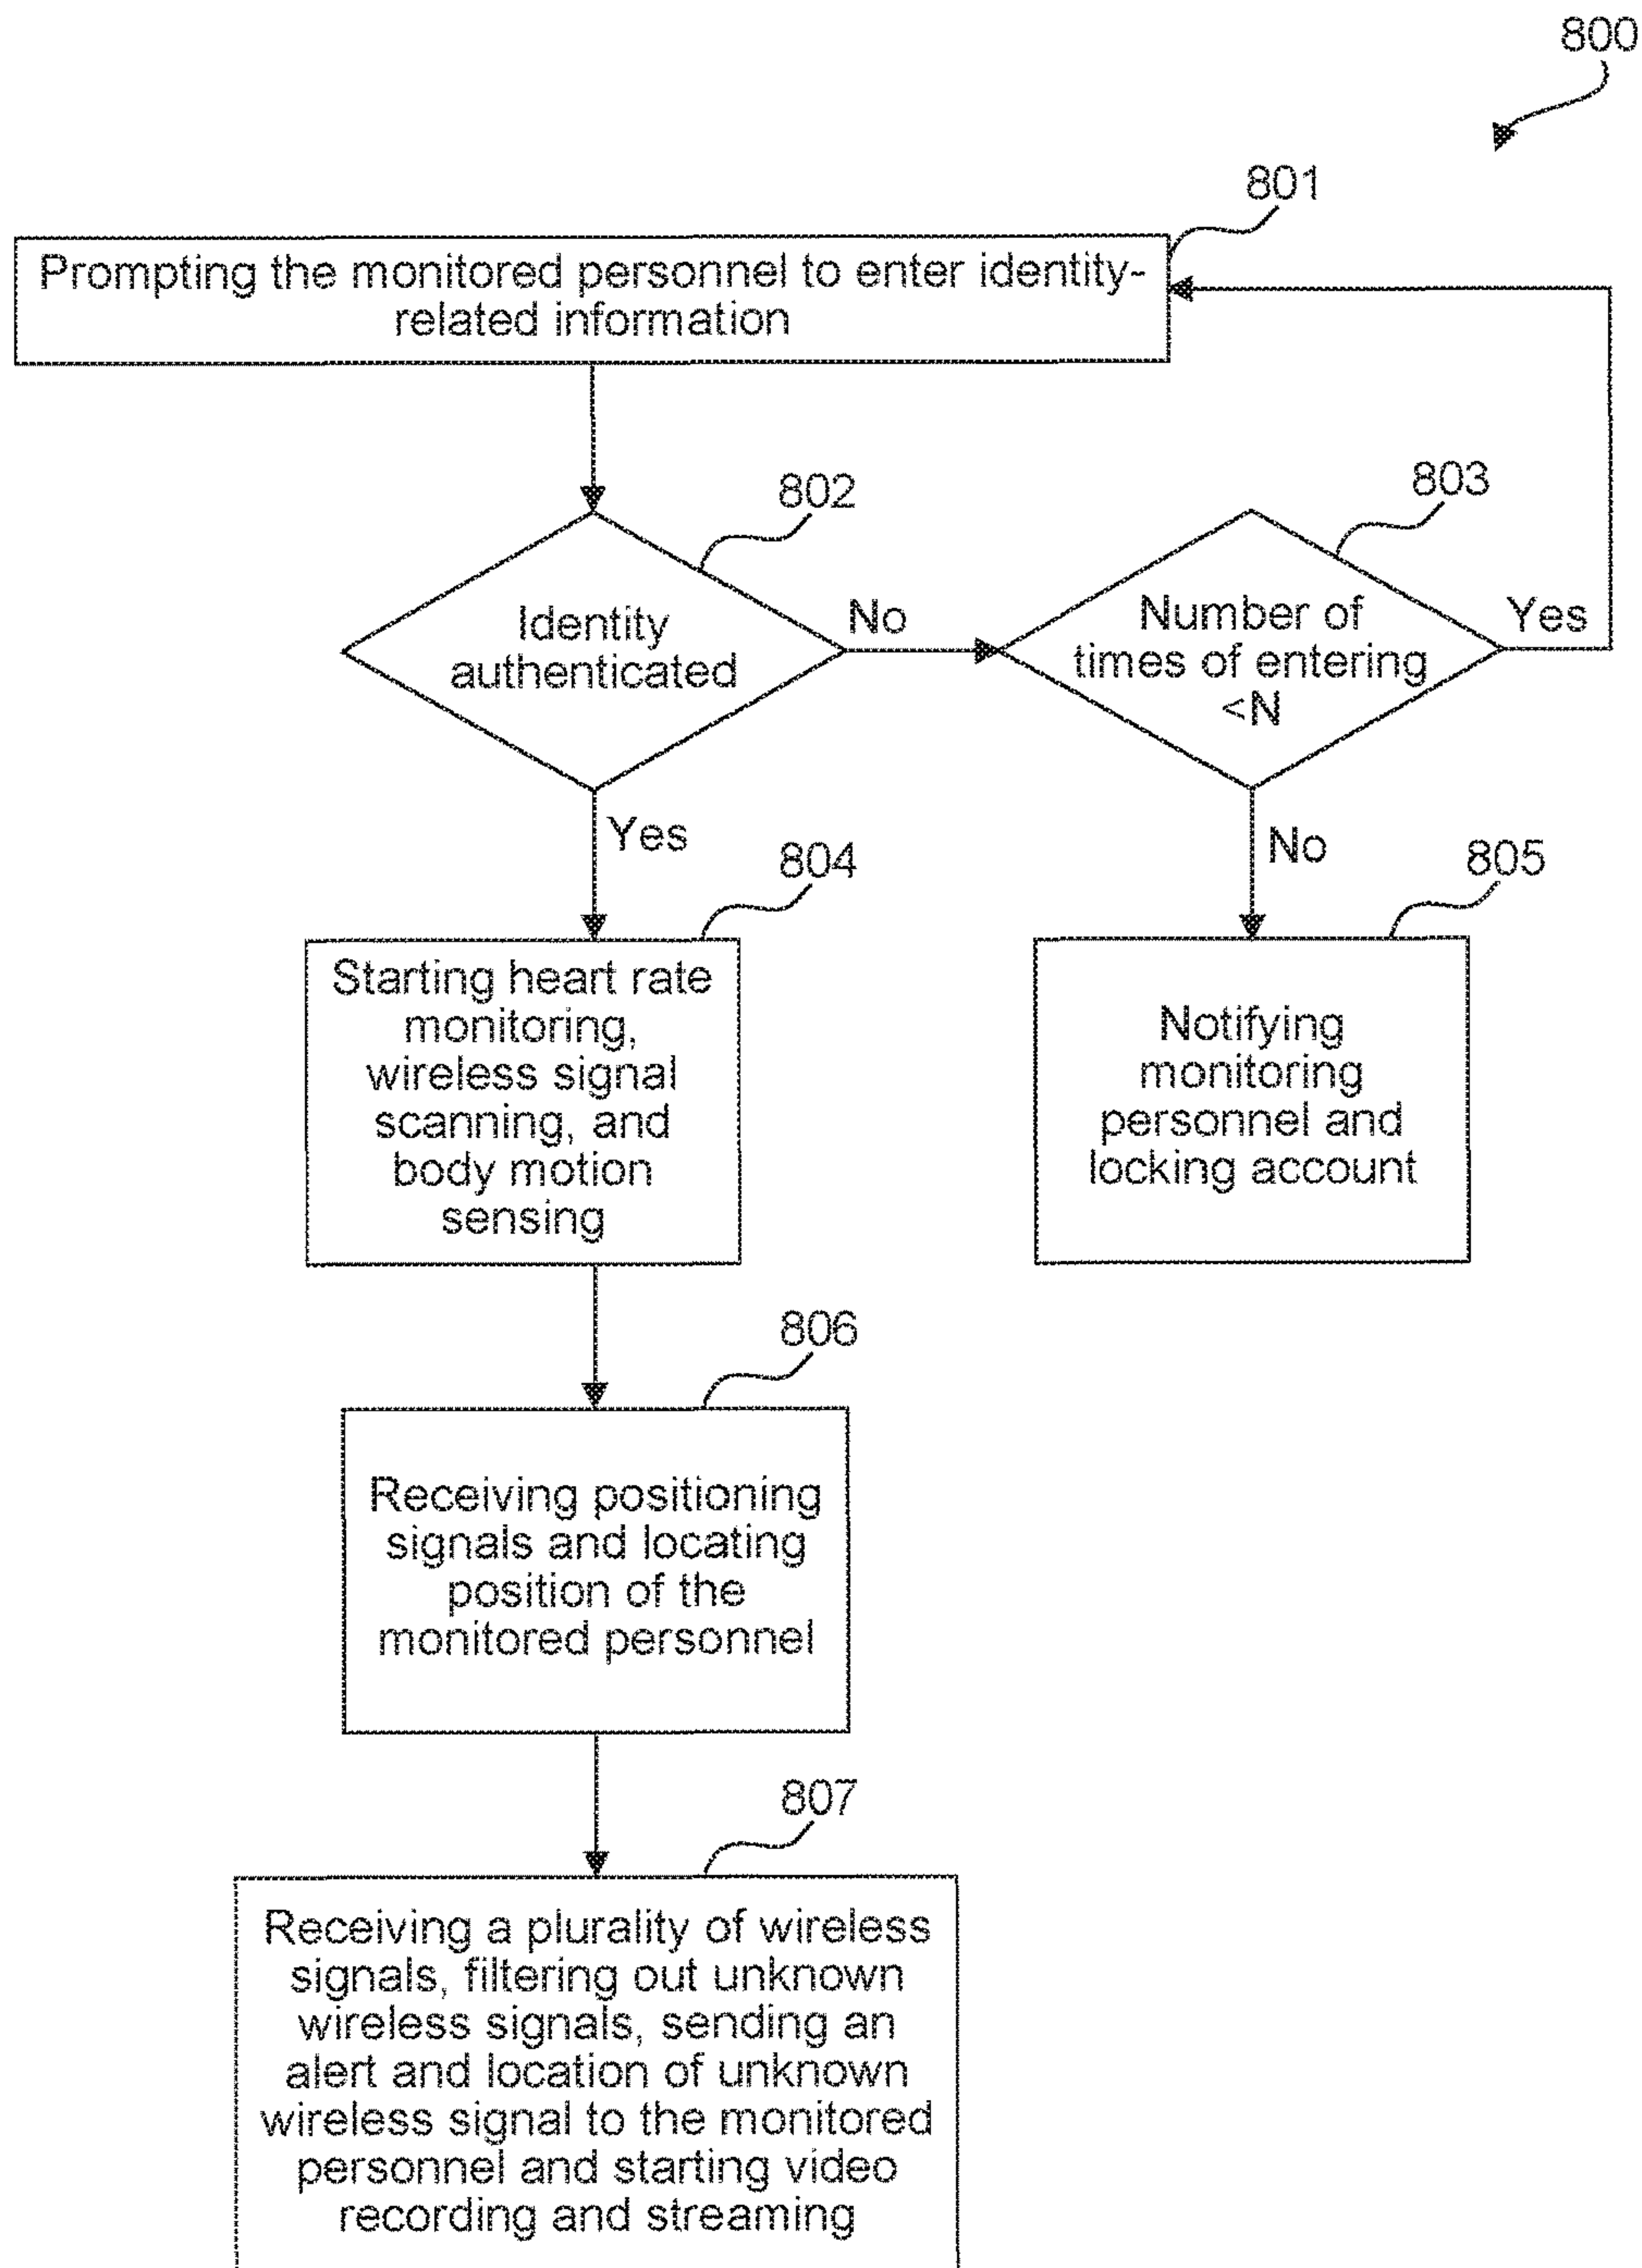 800
801
Prompting the monitored personnel to enter identity-
related information
802
803
Identity
authenticated
No
Number of
times of entering
<N
Yes
Yes
No
804
805
Starting heart rate
monitoring,
wireless signal
scanning, and
body motion
sensing
Notifying
monitoring
personnel and
locking account
806
Receiving positioning
signals and locating
position of the
monitored personnel
807
Receiving a plurality of wireless
signals, filtering out unknown
wireless signals, sending an
alert and location of unknown
wireless signal to the monitored
personnel and starting video
recording and streaming